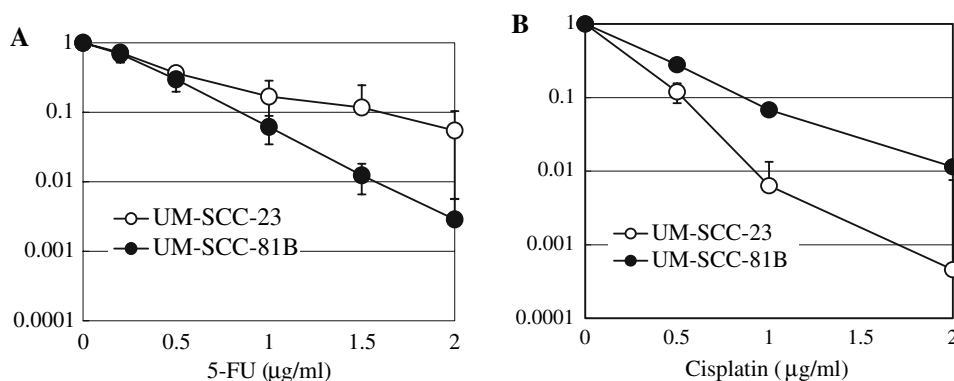 A
1
0.1
0.01
0.001
0.0001
UM-SCC-23
UM-SCC-81B
0 0.5 1 1.5 2
5-FU (µg/ml)
B
1
0.1
0.01
0.001
0.0001
UM-SCC-23
UM-SCC-81B
0 0.5 1 1.5 2
Cisplatin ( µg/ml)